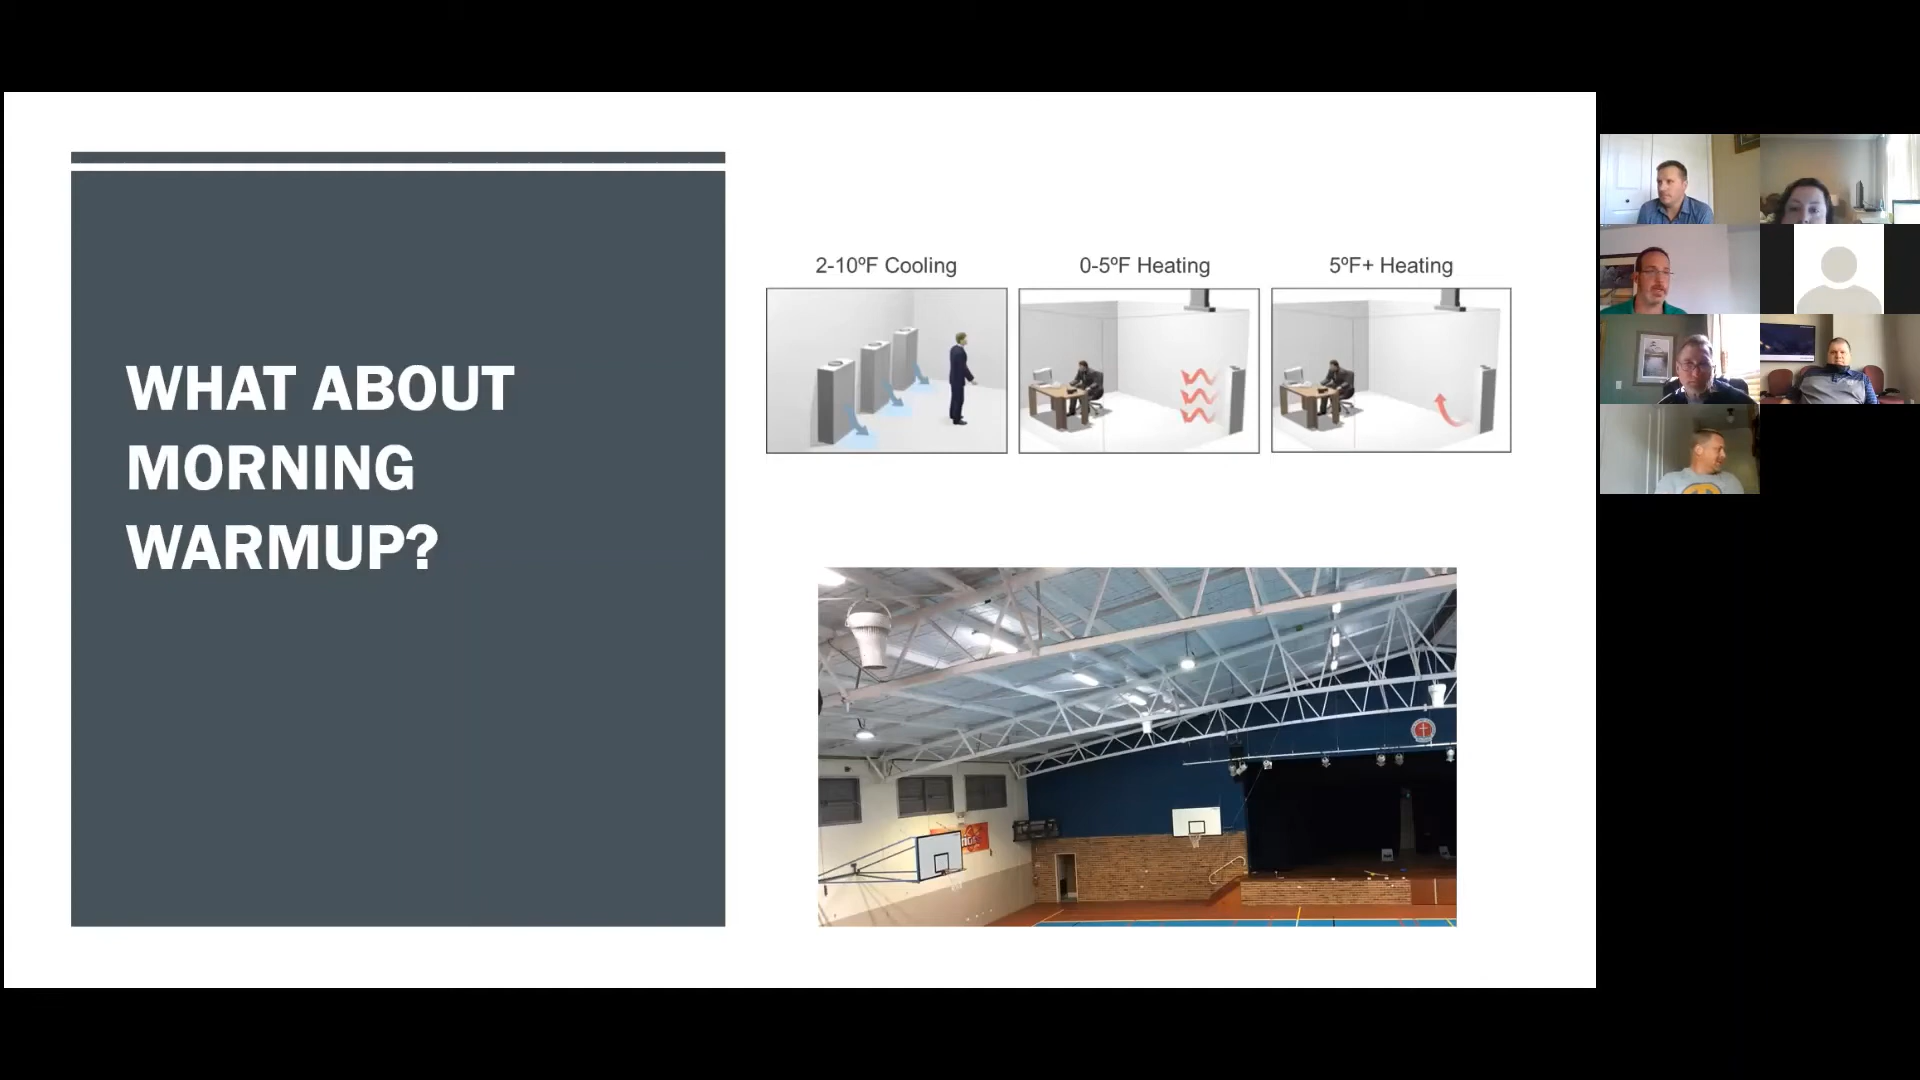 WHAT ABOUT
MORNING
WARMUP?
2-10ºF Cooling
0-5ºF Heating
5ºF+ Heating